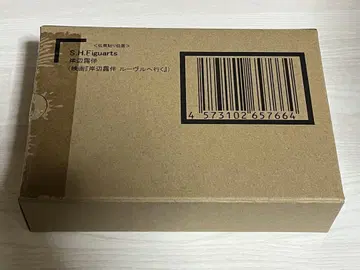 S.H.Figuarts
岸辺露伴
(映画『岸辺露伴 ルーヴルへ行く』)
4 573102 657664